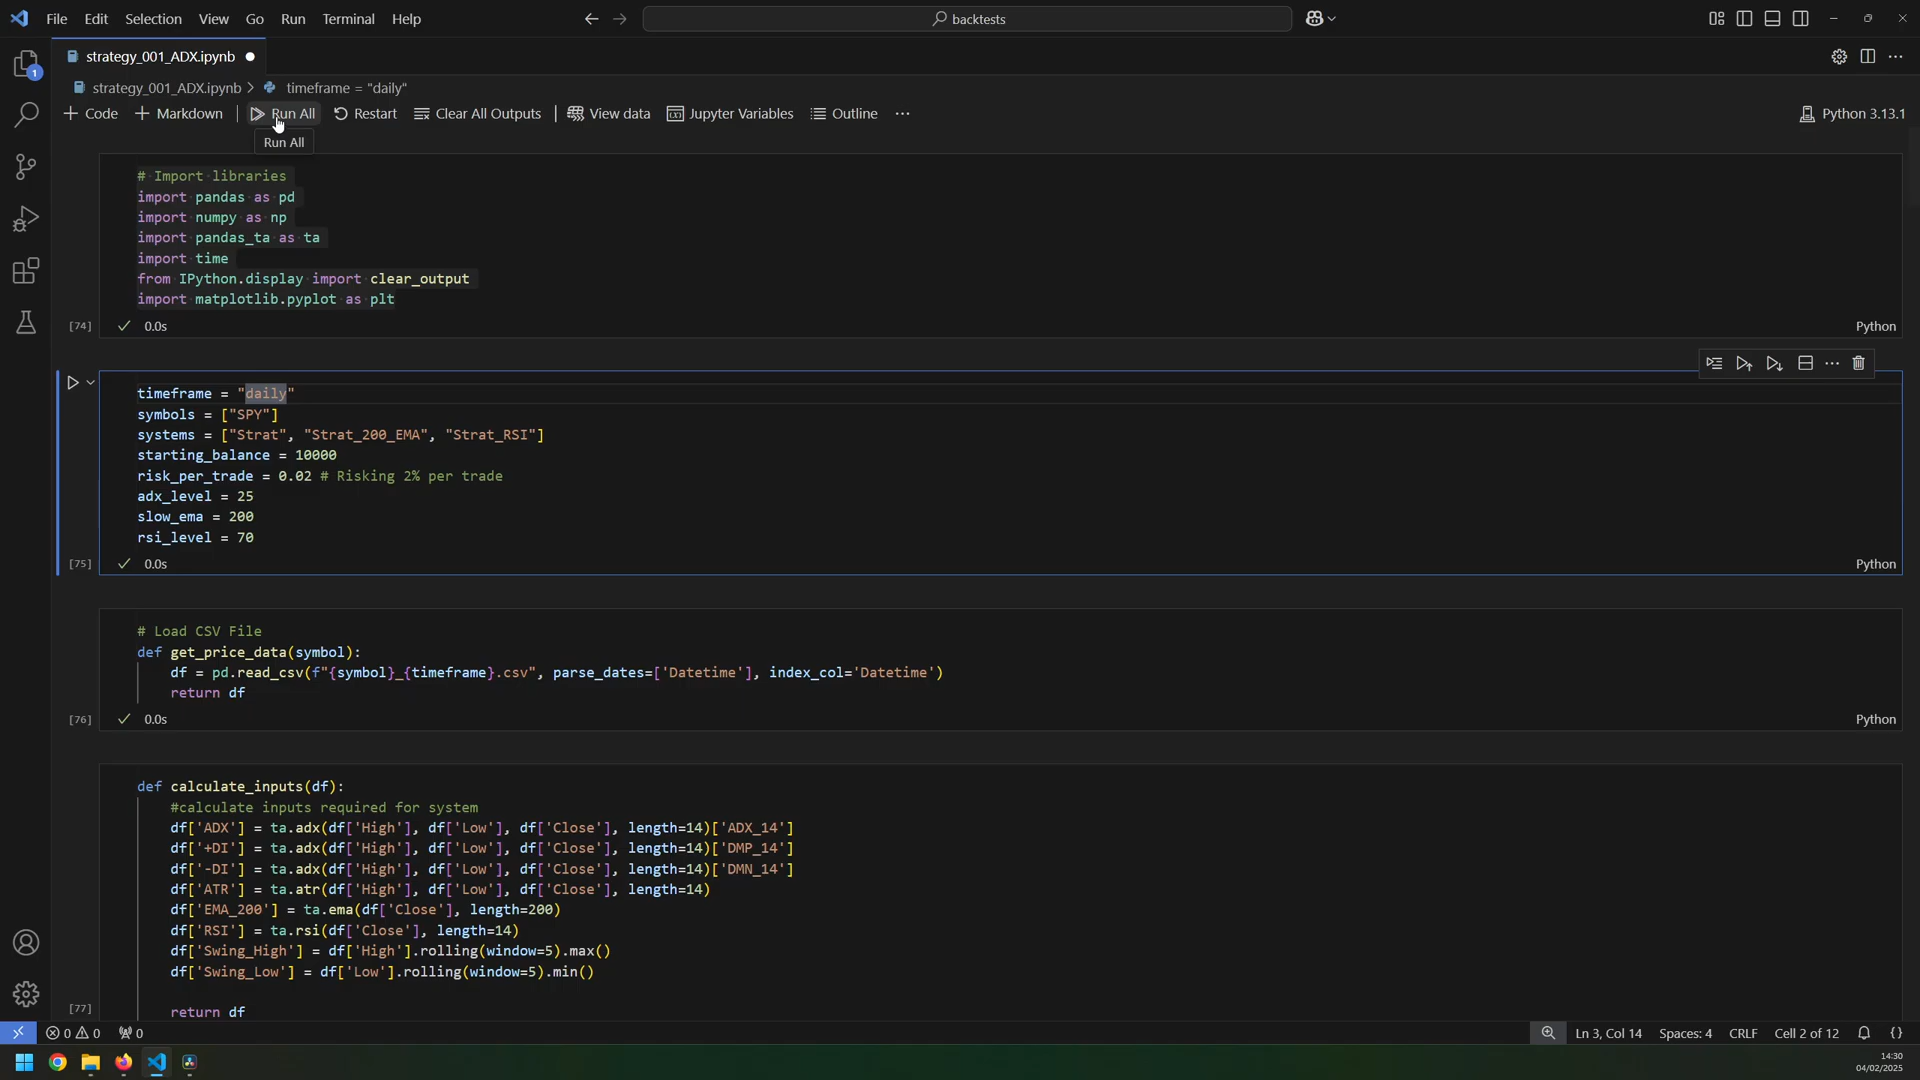 File Edit Selection View Go Run Terminal Help
backtests
strategy_001_ADX.ipynb
1
strategy_001_ADX.ipynb > timeframe = "daily"
+ Code + Markdown Run All Restart Clear All Outputs View data Jupyter Variables Outline ...
Python 3.13.1
Run All
# Import libraries
import pandas as pd
import numpy as np
import pandas_ta as ta
import time
from IPython.display import clear_output
import matplotlib.pyplot as plt
[74] 0.0s Python
timeframe = "daily"
symbols = ["SPY"]
systems = ["Strat", "Strat_200_EMA", "Strat_RSI"]
starting_balance = 10000
risk_per_trade = 0.02 # Risking 2% per trade
adx_level = 25
slow_ema = 200
rsi_level = 70
[75] 0.0s Python
# Load CSV File
def get_price_data(symbol):
df = pd.read_csv(f"{symbol}_{timeframe}.csv", parse_dates=['Datetime'], index_col='Datetime')
return df
[76] 0.0s Python
def calculate_inputs(df):
#calculate inputs required for system
df['ADX'] = ta.adx(df['High'], df['Low'], df['Close'], length=14)['ADX_14']
df['+DI'] = ta.adx(df['High'], df['Low'], df['Close'], length=14)['DMP_14']
df['-DI'] = ta.adx(df['High'], df['Low'], df['Close'], length=14)['DMN_14']
df['ATR'] = ta.atr(df['High'], df['Low'], df['Close'], length=14)
df['EMA_200'] = ta.ema(df['Close'], length=200)
df['RSI'] = ta.rsi(df['Close'], length=14)
df['Swing_High'] = df['High'].rolling(window=5).max()
df['Swing_Low'] = df['Low'].rolling(window=5).min()
return df
[77]
0 0 0
Ln 3, Col 14 Spaces: 4 CRLF Cell 2 of 12 {}
14:30
04/02/2025